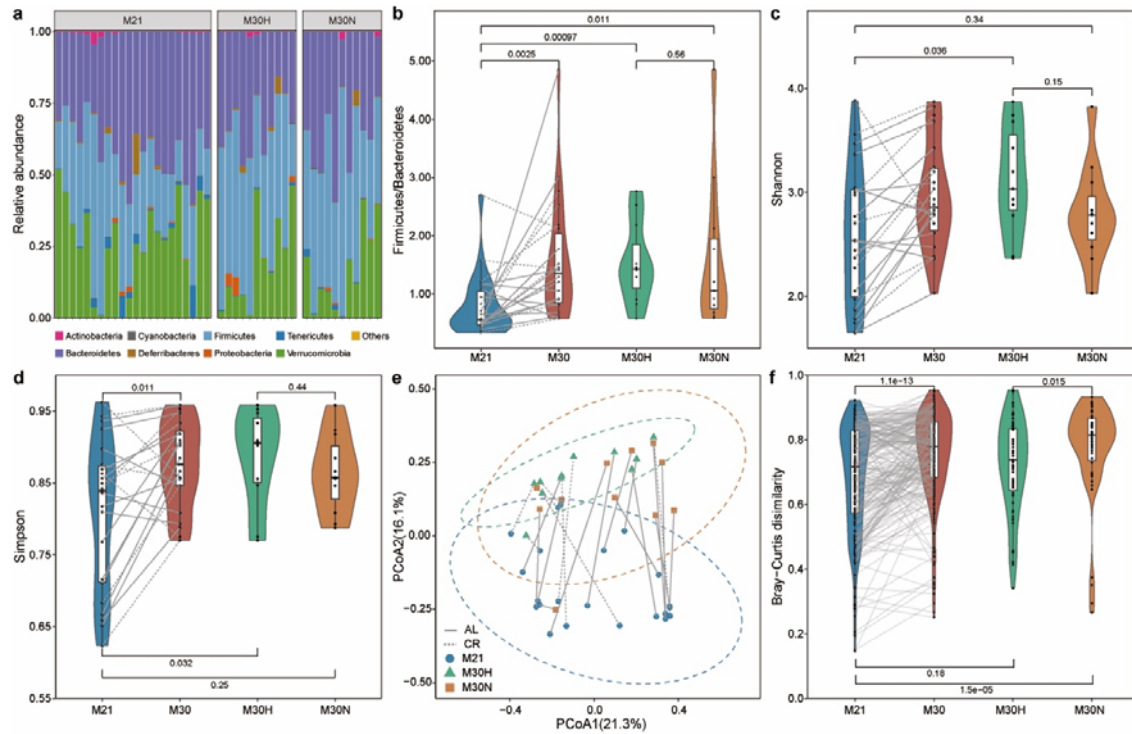 a
M21 M30H M30N
1.00
0.75
0.50
0.25
0.00
Relative abundance
Actinobacteria Cyanobacteria Firmicutes Tenericutes Others
Bacteroidetes Deferribacteres Proteobacteria Verrucomicrobia
b
0.011
0.00097
0.0025 0.56
5.00
4.00
3.00
2.00
1.00
Firmicutes/Bacteroidetes
M21 M30 M30H M30N
c
0.34
0.036
0.15
4.0
3.0
2.0
Shannon
M21 M30 M30H M30N
d
0.011 0.44
0.95
0.85
0.75
0.65
0.55
Simpson
0.032
0.25
M21 M30 M30H M30N
e
0.50
0.25
0.00
−0.25
−0.50
PCoA2(16.1%)
AL
CR
M21
M30H
M30N
−0.4 0.0 0.4
PCoA1(21.3%)
f
1.1e-13 0.015
1.0
0.8
0.6
0.4
0.2
0.0
Bray−Curtis disimilarity
0.18
1.5e-05
M21 M30 M30H M30N